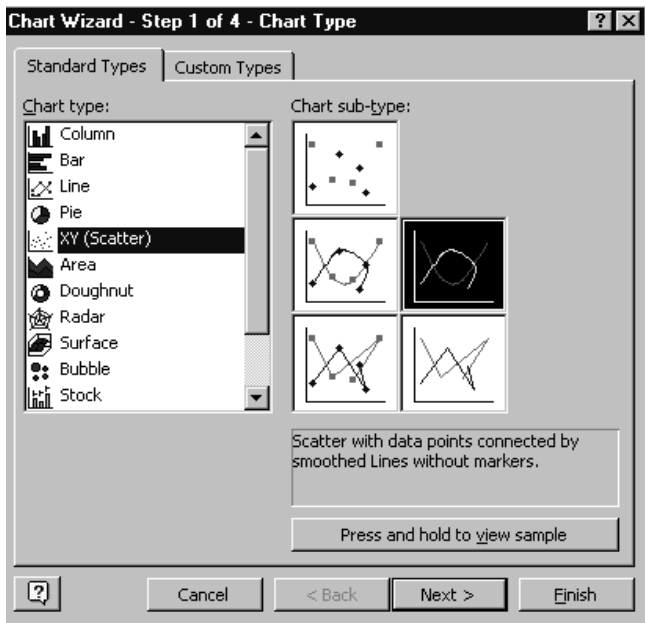 Chart Wizard - Step 1 of 4 - Chart Type
Standard Types
Custom Types
Chart type:
Column
Bar
Line
Pie
XY (Scatter)
Area
Doughnut
Radar
Surface
Bubble
Stock
Chart sub-type:
Scatter with data points connected by
smoothed Lines without markers.
Press and hold to view sample
Cancel
< Back
Next >
Finish